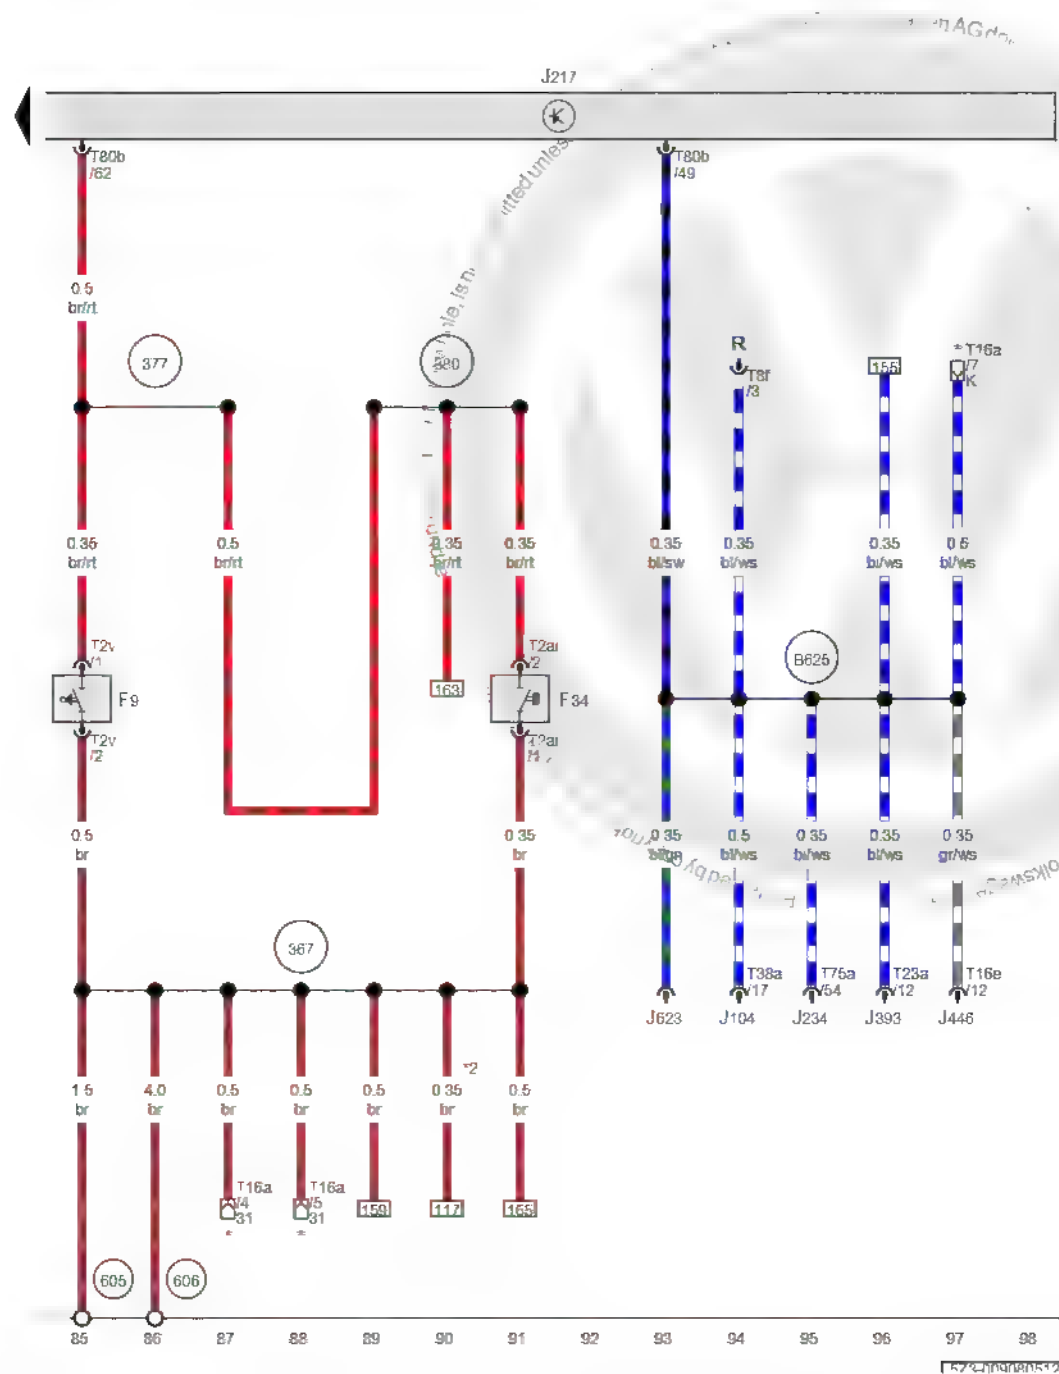 J217
K
T80b
/62
T80b
/49
0.5
br/rt
377
R
T8f
/3
155
* T16a
/7
K
0.35
br/rt
0.5
br/rt
0.35
br/rt
0.35
br/rt
0.35
bl/sw
0.35
bl/ws
0.35
bl/ws
0.5
bl/ws
B625
T2v
/1
F9
T2v
/2
163
T2ar
/2
F34
T2ar
/1
0.5
br
0.35
br
0.35
bl/gn
0.5
bl/ws
0.35
bl/ws
0.35
bl/ws
0.35
gr/ws
367
T38a
/17
T75a
/54
T23a
/12
T16e
/12
J623
J104
J234
J393
J446
*2
1.5
br
4.0
br
0.5
br
0.5
br
0.5
br
0.35
br
0.5
br
T16a
/4
31
*
T16a
/5
31
*
159
117
165
605
606
85 86 87 88 89 90 91 92 93 94 95 96 97 98